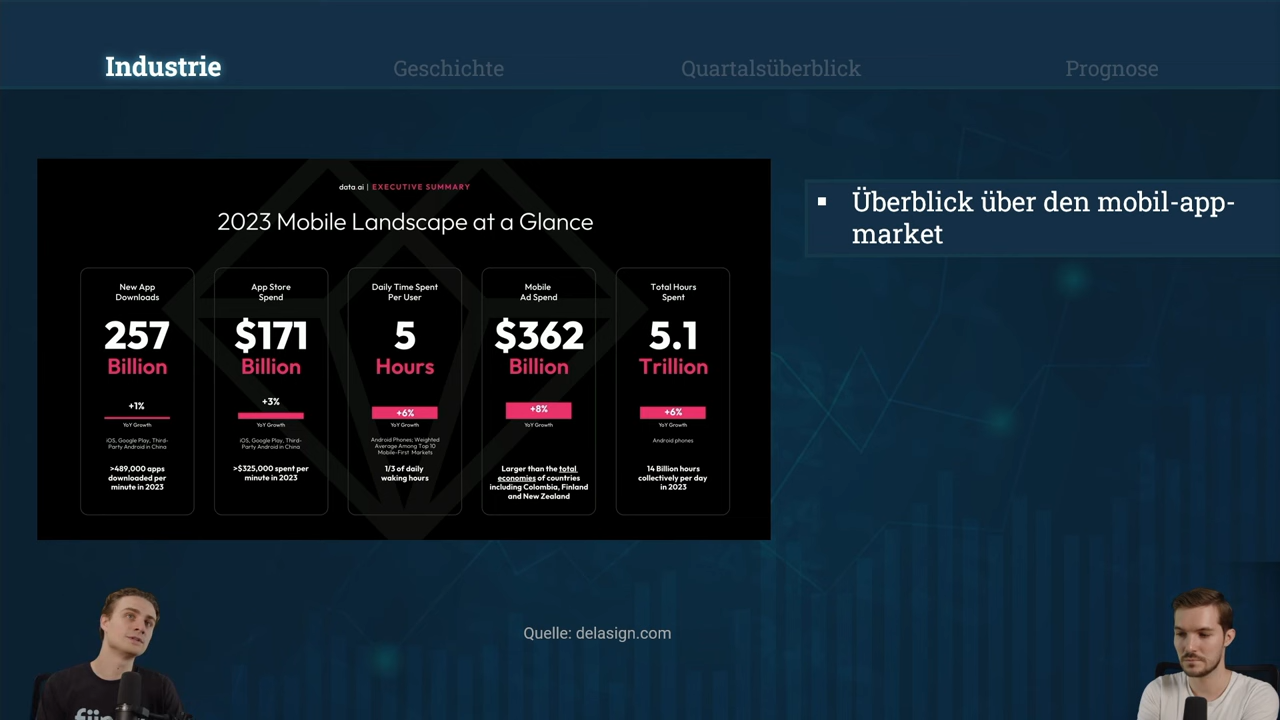 Industrie
Geschichte
Quartalsüberblick
Prognose
data.ai | EXECUTIVE SUMMARY
2023 Mobile Landscape at a Glance
New App
Downloads
257
Billion
+1%
YoY Growth
iOS, Google Play, Third-
Party Android in China
>489,000 apps
downloaded per
minute in 2023
App Store
Spend
$171
Billion
+3%
YoY Growth
iOS, Google Play, Third-
Party Android in China
>$325,000 spent per
minute in 2023
Daily Time Spent
Per User
5
Hours
+6%
YoY Growth
Android Phones; Weighted
Average Among Top 10
Mobile-First Markets
1/3 of daily
waking hours
Mobile
Ad Spend
$362
Billion
+8%
YoY Growth
Larger than the total
economies of countries
including Colombia, Finland
and New Zealand
Total Hours
Spent
5.1
Trillion
+6%
YoY Growth
Android phones
14 Billion hours
collectively per day
in 2023
Überblick über den mobil-app-
market
Quelle: delasign.com